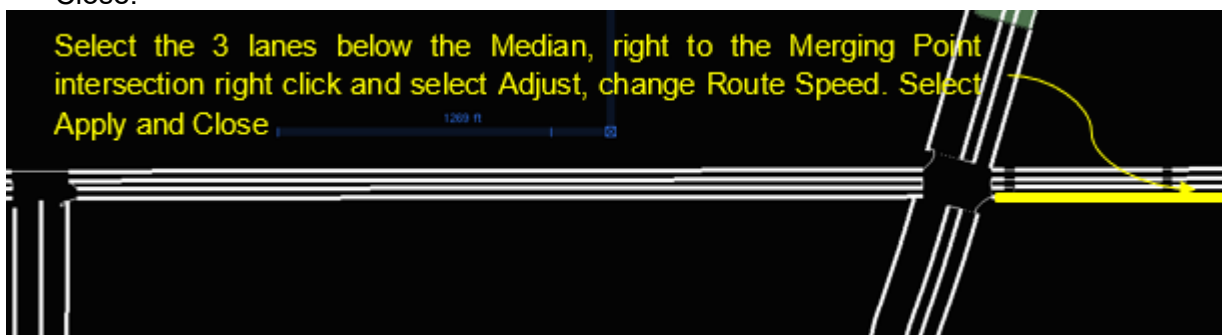 Close.
Select the 3 lanes below the Median, right to the Merging Point
intersection right click and select Adjust, change Route Speed. Select
Apply and Close
1269 ft